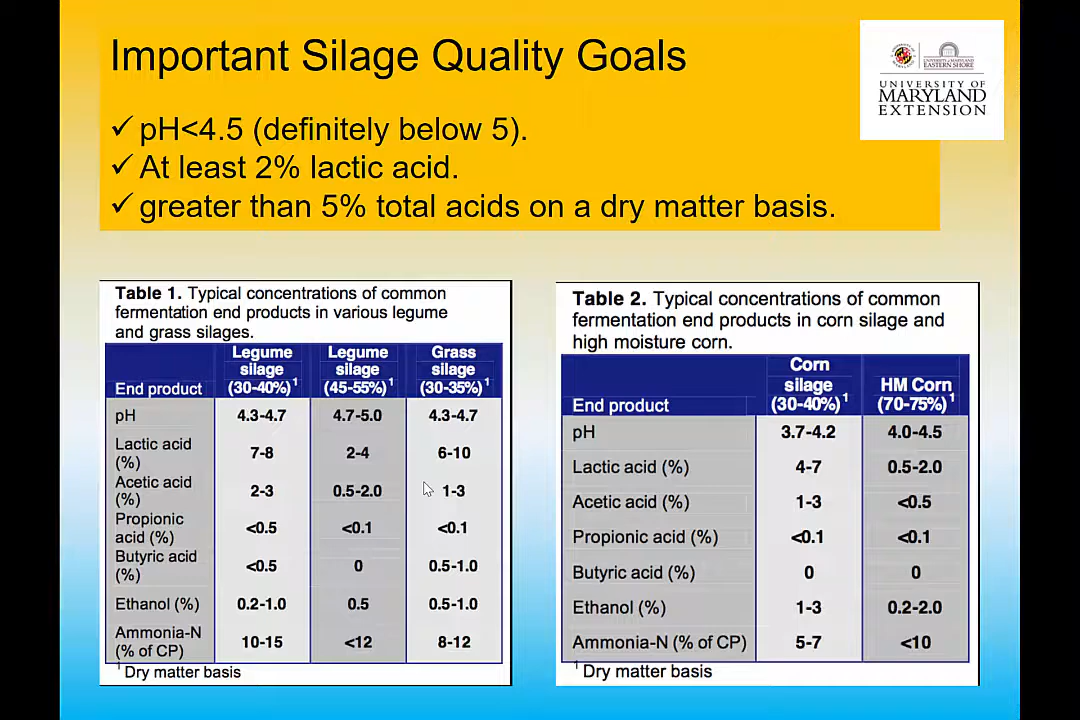 Important Silage Quality Goals
UNIVERSITY OF
MARYLAND
EXTENSION
✓ pH<4.5 (definitely below 5).
✓ At least 2% lactic acid.
✓ greater than 5% total acids on a dry matter basis.
Table 1. Typical concentrations of common
fermentation end products in various legume
and grass silages.
End product Legume silage (30-40%)¹ Legume silage (45-55%)¹ Grass silage (30-35%)¹
pH 4.3-4.7 4.7-5.0 4.3-4.7
Lactic acid (%) 7-8 2-4 6-10
Acetic acid (%) 2-3 0.5-2.0 1-3
Propionic acid (%) <0.5 <0.1 <0.1
Butyric acid (%) <0.5 0 0.5-1.0
Ethanol (%) 0.2-1.0 0.5 0.5-1.0
Ammonia-N (% of CP) 10-15 <12 8-12
¹ Dry matter basis
Table 2. Typical concentrations of common
fermentation end products in corn silage and
high moisture corn.
End product Corn silage (30-40%)¹ HM Corn (70-75%)¹
pH 3.7-4.2 4.0-4.5
Lactic acid (%) 4-7 0.5-2.0
Acetic acid (%) 1-3 <0.5
Propionic acid (%) <0.1 <0.1
Butyric acid (%) 0 0
Ethanol (%) 1-3 0.2-2.0
Ammonia-N (% of CP) 5-7 <10
¹ Dry matter basis